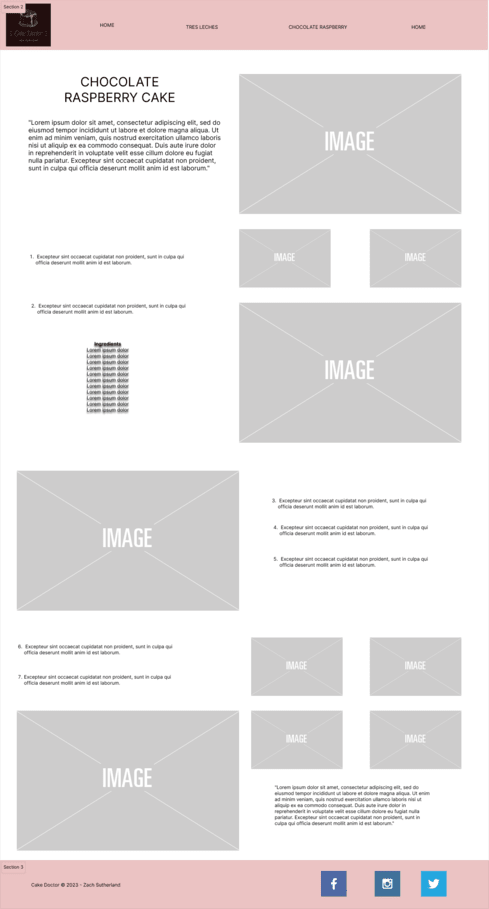 Section 2
Cake Doctor
HOME
TRES LECHES
CHOCOLATE RASPBERRY
HOME
CHOCOLATE
RASPBERRY CAKE
"Lorem ipsum dolor sit amet, consectetur adipiscing elit, sed do
eiusmod tempor incididunt ut labore et dolore magna aliqua. Ut
enim ad minim veniam, quis nostrud exercitation ullamco laboris
nisi ut aliquip ex ea commodo consequat. Duis aute irure dolor
in reprehenderit in voluptate velit esse cillum dolore eu fugiat
nulla pariatur. Excepteur sint occaecat cupidatat non proident,
sunt in culpa qui officia deserunt mollit anim id est laborum."
IMAGE
1. Excepteur sint occaecat cupidatat non proident, sunt in culpa qui
officia deserunt mollit anim id est laborum.
IMAGE
IMAGE
2. Excepteur sint occaecat cupidatat non proident, sunt in culpa qui
officia deserunt mollit anim id est laborum.
Ingredients
Lorem ipsum dolor
Lorem ipsum dolor
Lorem ipsum dolor
Lorem ipsum dolor
Lorem ipsum dolor
Lorem ipsum dolor
Lorem ipsum dolor
Lorem ipsum dolor
Lorem ipsum dolor
Lorem ipsum dolor
Lorem ipsum dolor
IMAGE
IMAGE
3. Excepteur sint occaecat cupidatat non proident, sunt in culpa qui
officia deserunt mollit anim id est laborum.
4. Excepteur sint occaecat cupidatat non proident, sunt in culpa qui
officia deserunt mollit anim id est laborum.
5. Excepteur sint occaecat cupidatat non proident, sunt in culpa qui
officia deserunt mollit anim id est laborum.
6. Excepteur sint occaecat cupidatat non proident, sunt in culpa qui
officia deserunt mollit anim id est laborum.
7. Excepteur sint occaecat cupidatat non proident, sunt in culpa qui
officia deserunt mollit anim id est laborum.
IMAGE
IMAGE
IMAGE
IMAGE
IMAGE
"Lorem ipsum dolor sit amet, consectetur adipiscing elit, sed do
eiusmod tempor incididunt ut labore et dolore magna aliqua. Ut enim
ad minim veniam, quis nostrud exercitation ullamco laboris nisi ut
aliquip ex ea commodo consequat. Duis aute irure dolor in
reprehenderit in voluptate velit esse cillum dolore eu fugiat nulla
pariatur. Excepteur sint occaecat cupidatat non proident, sunt in
culpa qui officia deserunt mollit anim id est laborum."
Section 3
Cake Doctor © 2023 - Zach Sutherland